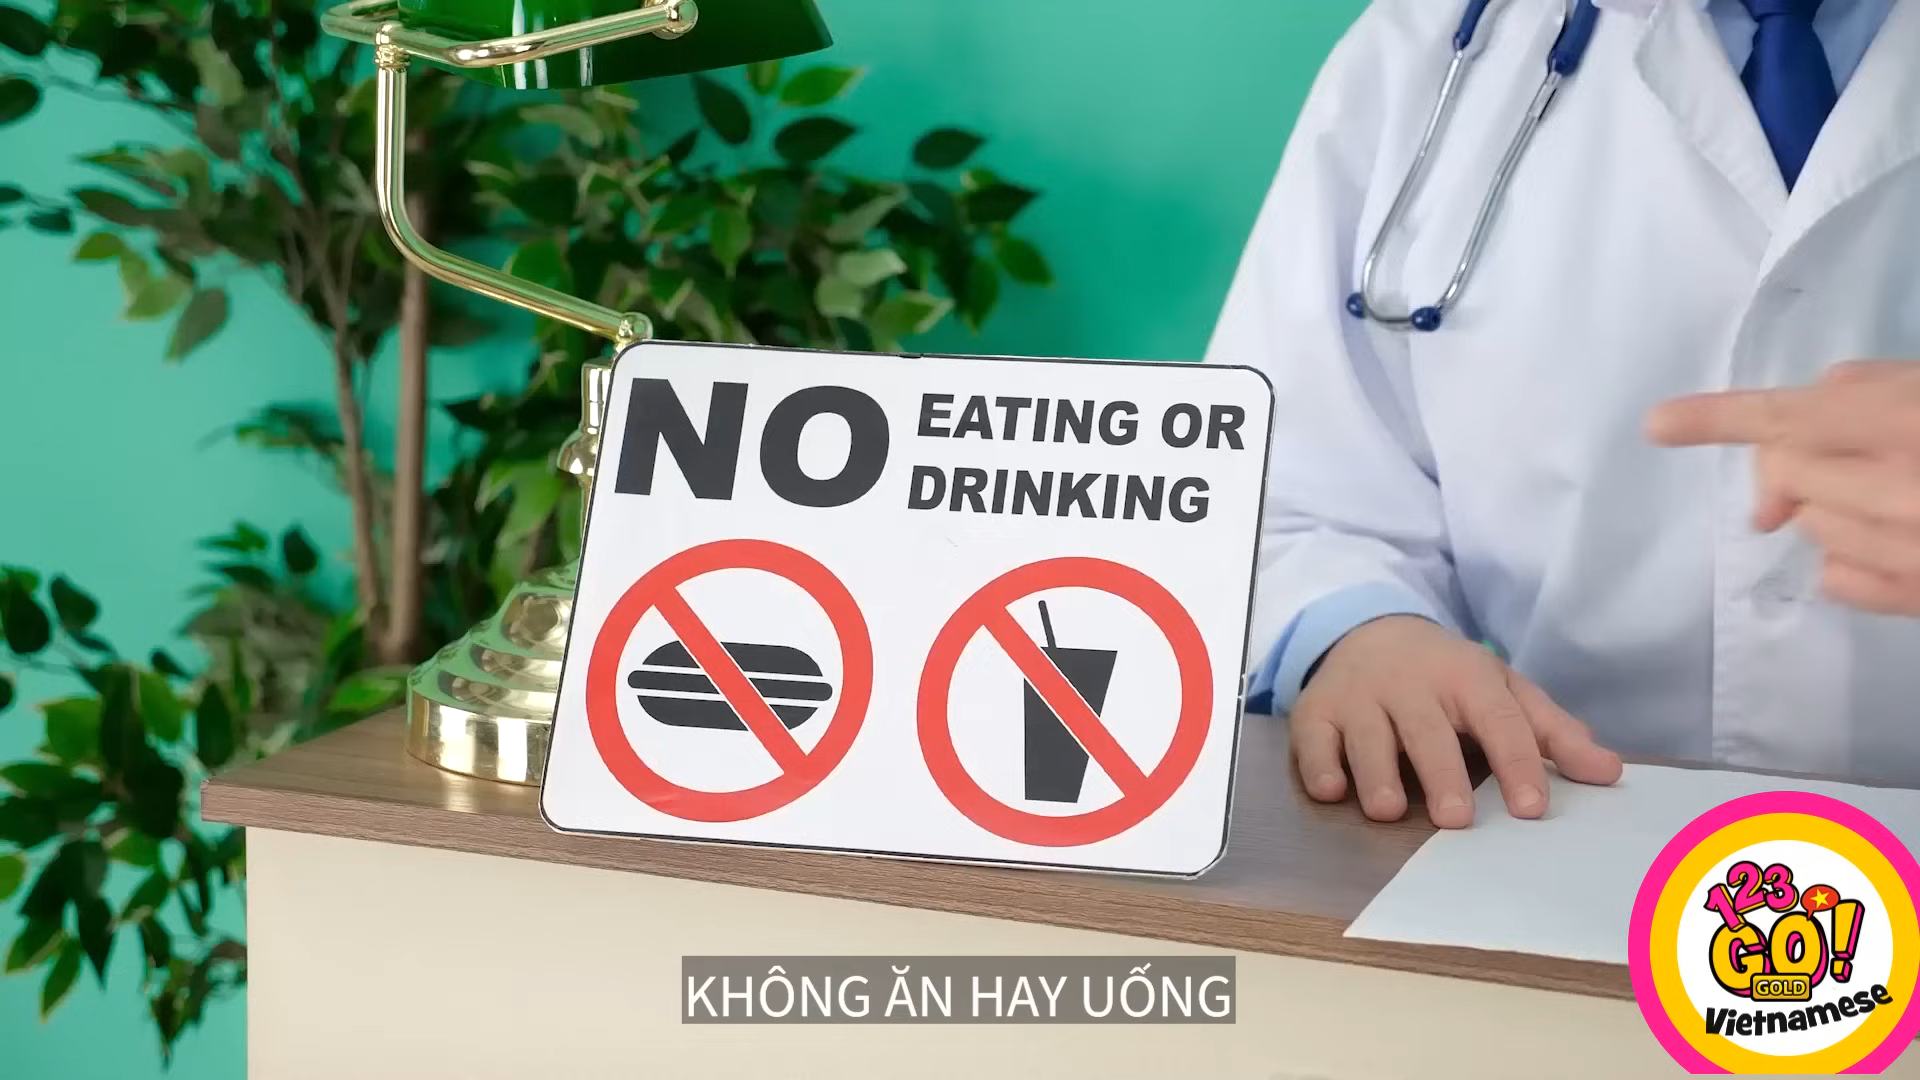 NO EATING OR
DRINKING
KHÔNG ĂN HAY UỐNG
123
GO!
GOLD
Vietnamese